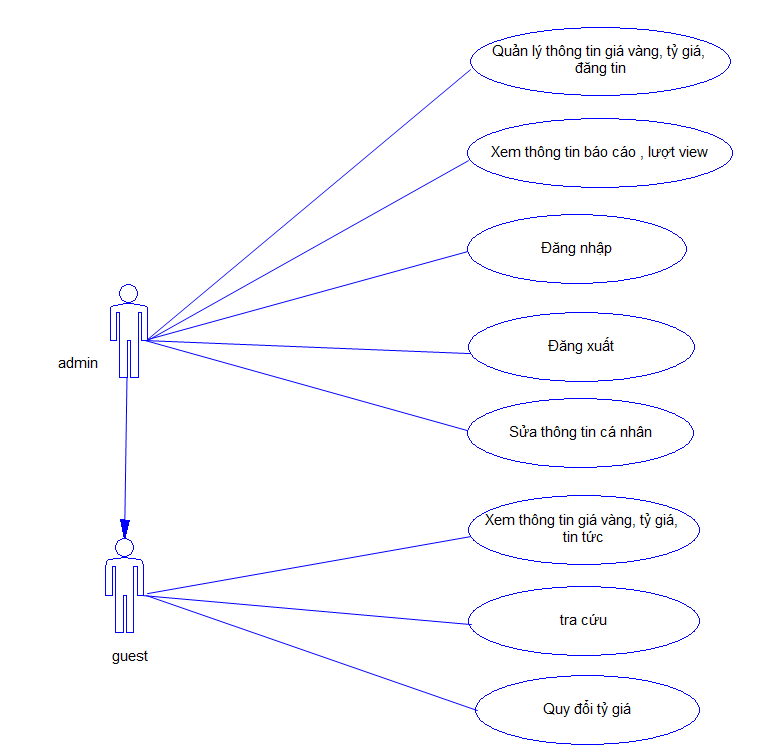 Quản lý thông tin giá vàng, tỷ giá,
đăng tin
Xem thông tin báo cáo , lượt view
Đăng nhập
Đăng xuất
admin
Sửa thông tin cá nhân
Xem thông tin giá vàng, tỷ giá,
tin tức
tra cứu
guest
Quy đổi tỷ giá